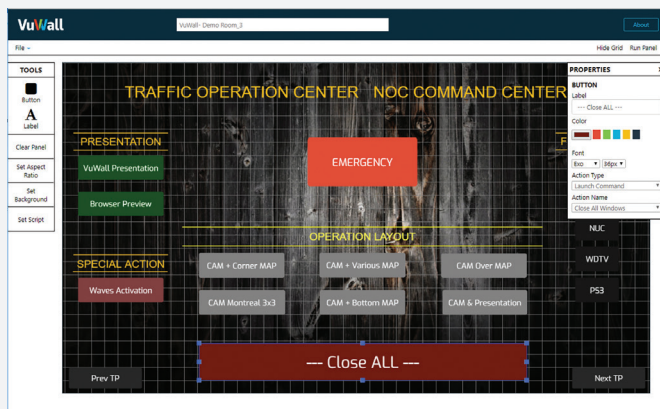 VuWall
VuWall- Demo Room_3
About
File
Hide Grid Run Panel
TOOLS
Button
A
Label
Clear Panel
Set Aspect
Ratio
Set
Background
Set Script
TRAFFIC OPERATION CENTER NOC COMMAND CENTER
PRESENTATION
VuWall Presentation
Browser Preview
EMERGENCY
F
OPERATION LAYOUT
SPECIAL ACTION
Waves Activation
CAM + Corner MAP
CAM + Various MAP
CAM Over MAP
CAM Montreal 3x3
CAM + Bottom MAP
CAM & Presentation
NUC
WDTV
PS3
--- Close ALL ---
Prev TP
Next TP
PROPERTIES
BUTTON
Label
--- Close ALL ---
Color
Font
Exo
36px
Action Type
Launch Command
Action Name
Close All Windows